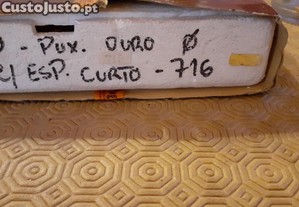 CustoJusto.pt
- PUX. OURO Ø
C/ ESP. CURTO - 716